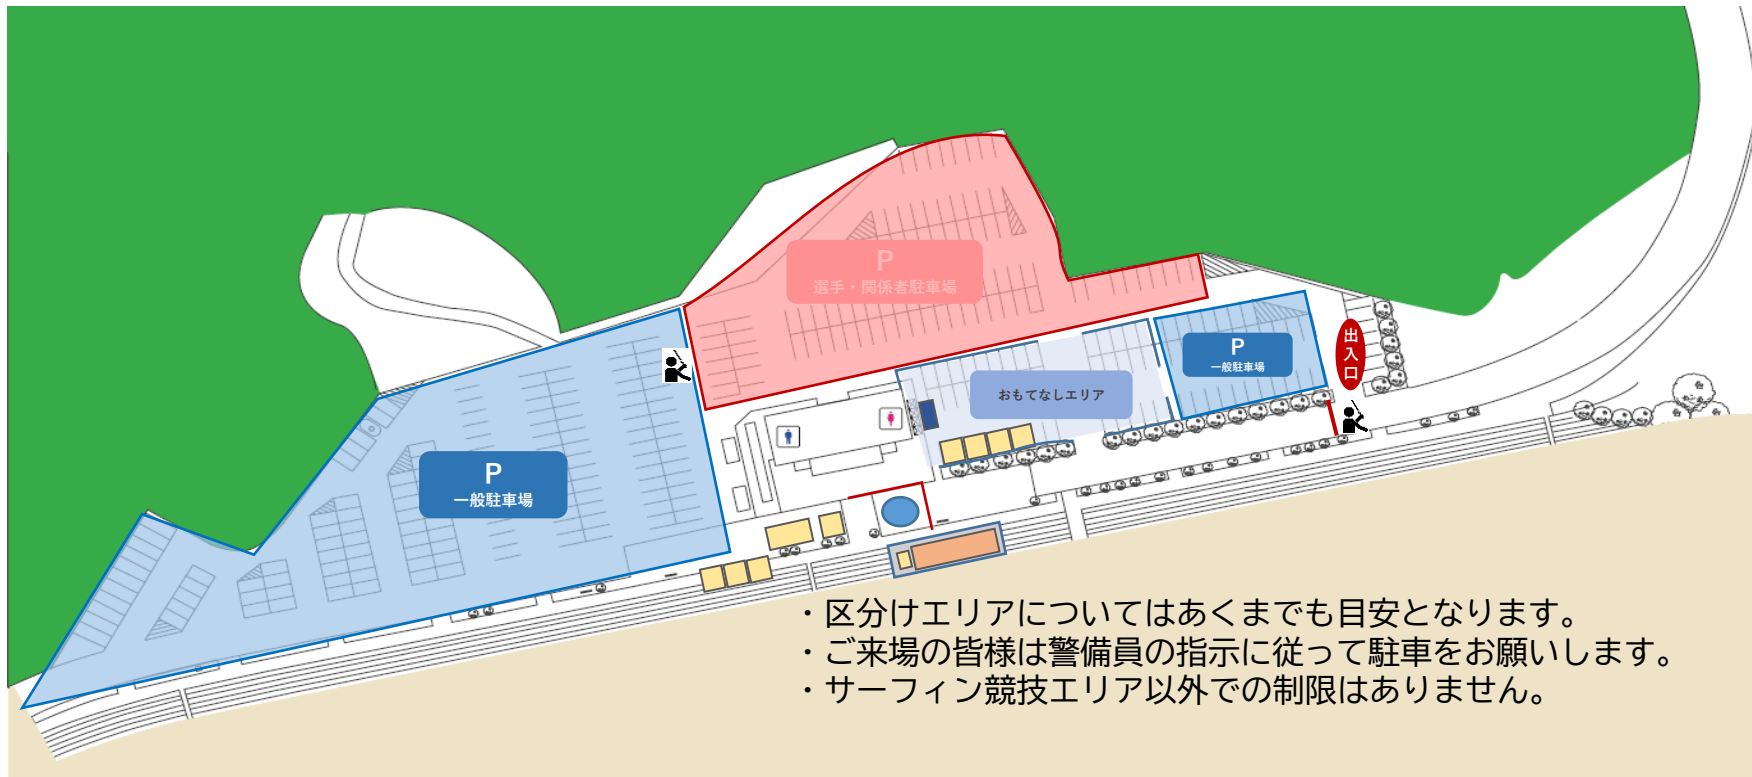 P
選手・関係者駐車場
P
一般駐車場
出入口
おもてなしエリア
P
一般駐車場
・区分けエリアについてはあくまでも目安となります。
・ご来場の皆様は警備員の指示に従って駐車をお願いします。
・サーフィン競技エリア以外での制限はありません。